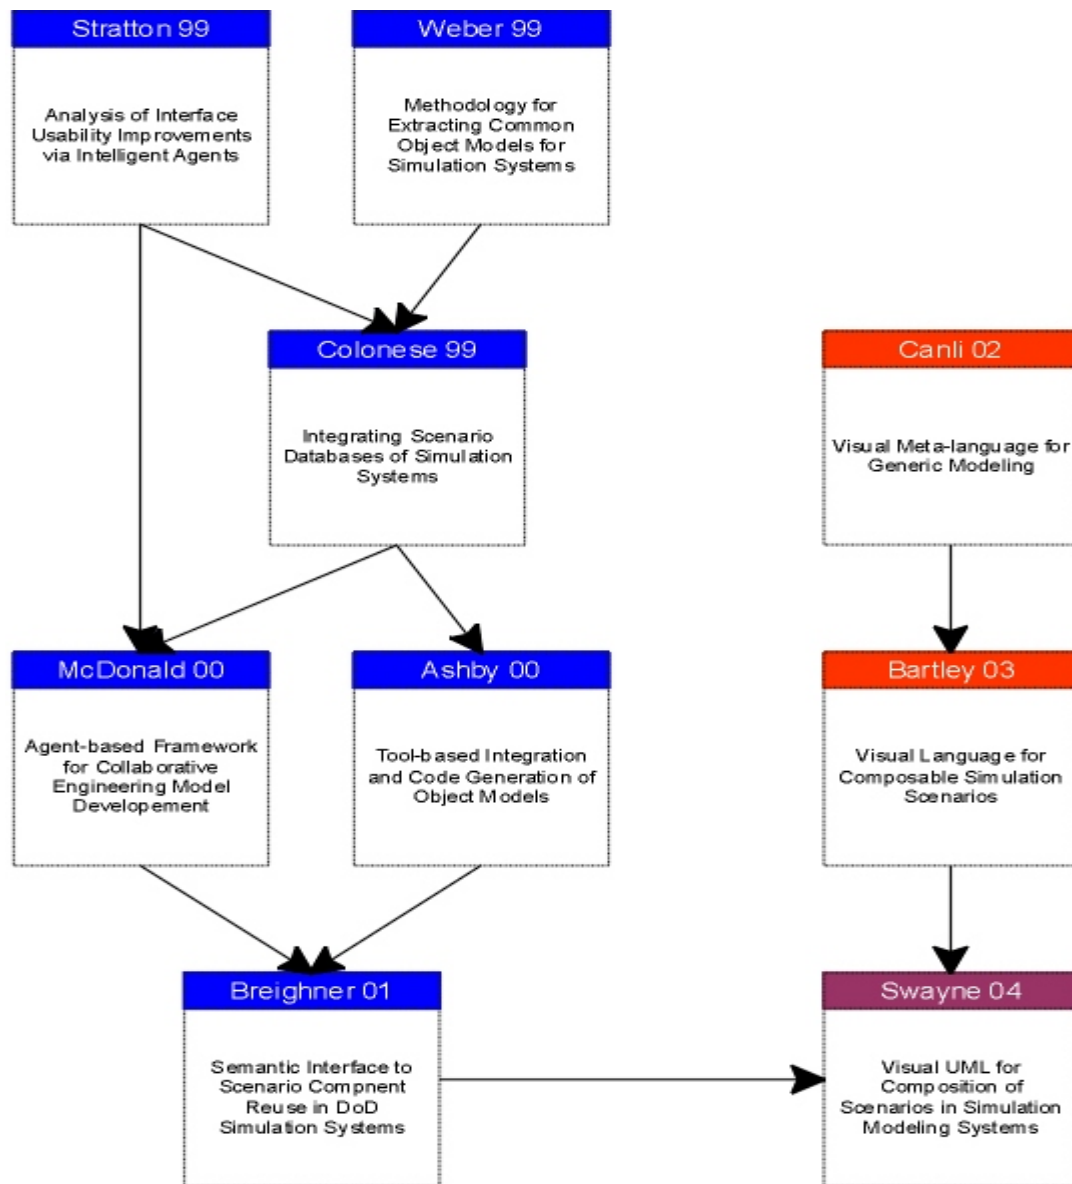 Stratton 99
Analysis of Interface
Usability Improvements
via Intelligent Agents
Weber 99
Methodology for
Extracting Common
Object Models for
Simulation Systems
Colonese 99
Integrating Scenario
Databases of Simulation
Systems
Canli 02
Visual Meta-language for
Generic Modeling
McDonald 00
Agent-based Framework
for Collaborative
Engineering Model
Developement
Ashby 00
Tool-based Integration
and Code Generation of
Object Models
Bartley 03
Visual Language for
Composable Simulation
Scenarios
Breighner 01
Semantic Interface to
Scenario Compnent
Reuse in DoD
Simulation Systems
Swayne 04
Visual UML for
Composition of
Scenarios in Simulation
Modeling Systems